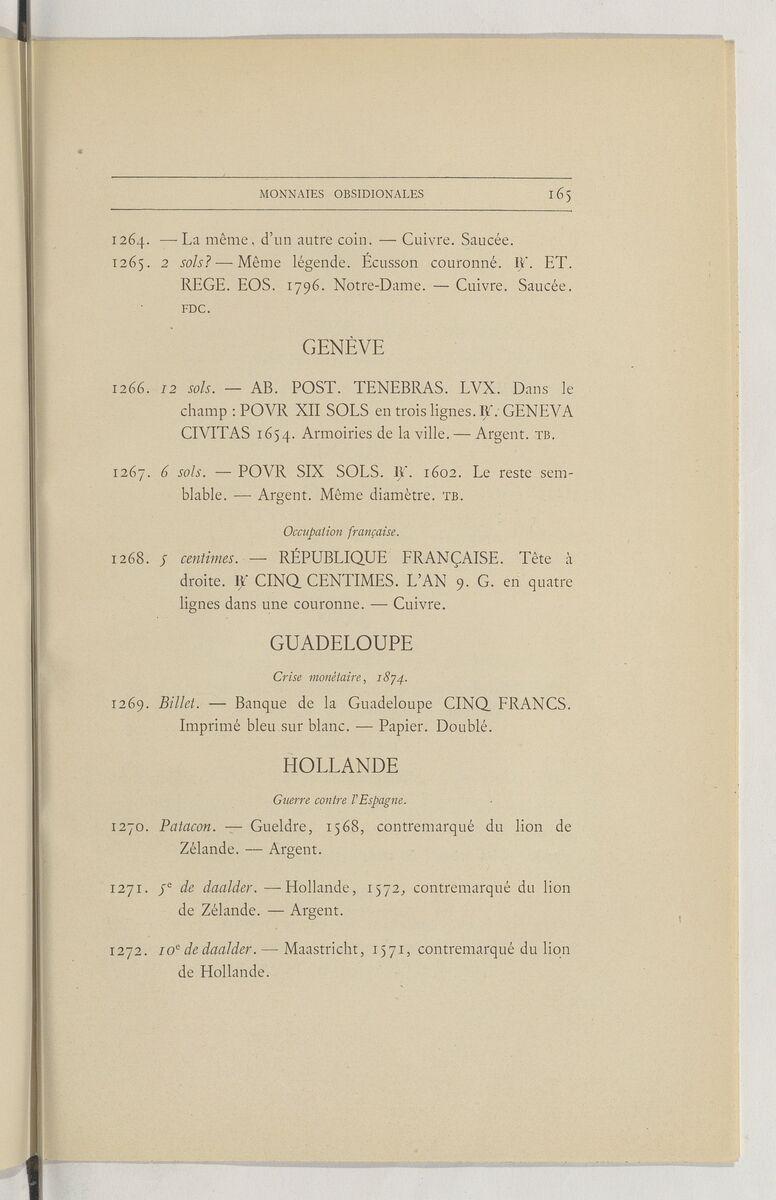 MONNAIES OBSIDIONALES 165
1264. — La même, d'un autre coin. — Cuivre. Saucée.
1265. 2 sols? — Même légende. Écusson couronné. ℟. ET.
REGE. EOS. 1796. Notre-Dame. — Cuivre. Saucée.
FDC.
GENÈVE
1266. 12 sols. — AB. POST. TENEBRAS. LVX. Dans le
champ : POVR XII SOLS en trois lignes. ℟. GENEVA
CIVITAS 1654. Armoiries de la ville. — Argent. TB.
1267. 6 sols. — POVR SIX SOLS. ℟. 1602. Le reste sem-
blable. — Argent. Même diamètre. TB.
Occupation française.
1268. 5 centimes. — RÉPUBLIQUE FRANÇAISE. Tête à
droite. ℟ CINQ CENTIMES. L'AN 9. G. en quatre
lignes dans une couronne. — Cuivre.
GUADELOUPE
Crise monétaire, 1874.
1269. Billet. — Banque de la Guadeloupe CINQ FRANCS.
Imprimé bleu sur blanc. — Papier. Doublé.
HOLLANDE
Guerre contre l'Espagne.
1270. Patacon. — Gueldre, 1568, contremarqué du lion de
Zélande. — Argent.
1271. 5e de daalder. — Hollande, 1572, contremarqué du lion
de Zélande. — Argent.
1272. 10e de daalder. — Maastricht, 1571, contremarqué du lion
de Hollande.